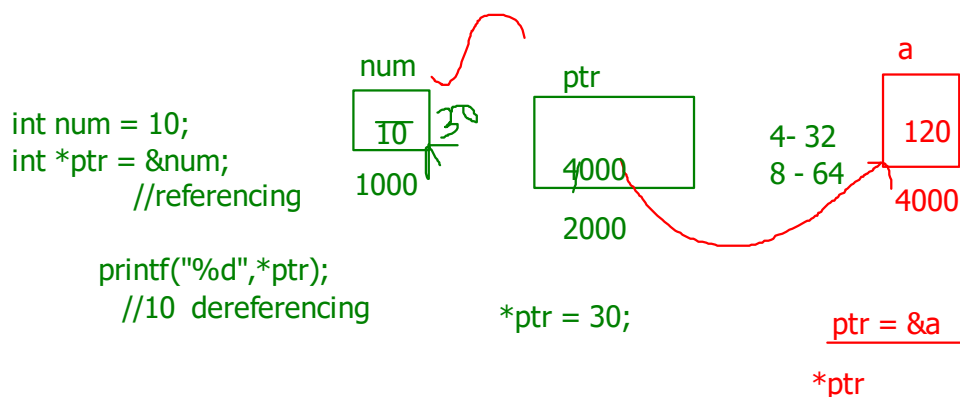 int num = 10;
int *ptr = &num;
//referencing
printf("%d",*ptr);
//10 dereferencing
num
10
30
1000
ptr
4000
2000
*ptr = 30;
4- 32
8 - 64
a
120
4000
ptr = &a
*ptr